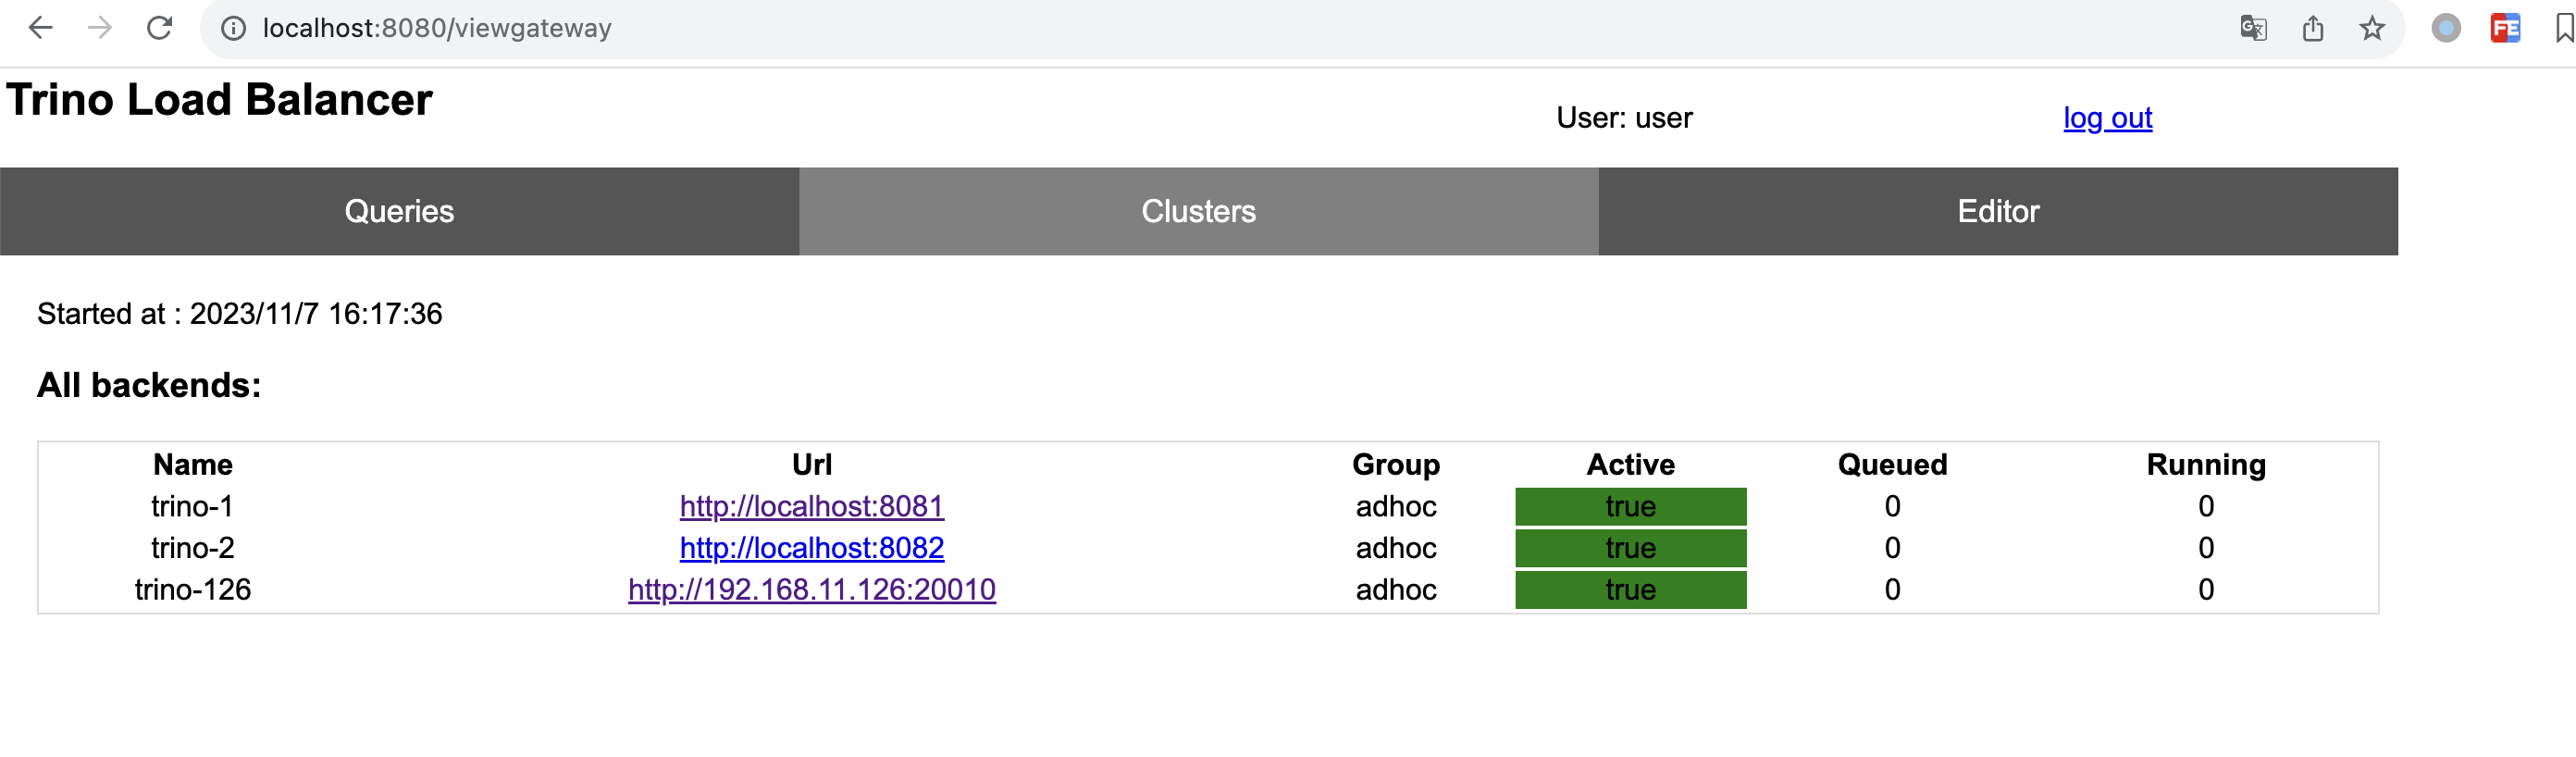 localhost:8080/viewgateway
FE
Trino Load Balancer
User: user log out
Queries Clusters Editor
Started at : 2023/11/7 16:17:36
All backends:
Name Url Group Active Queued Running
trino-1 http://localhost:8081 adhoc true 0 0
trino-2 http://localhost:8082 adhoc true 0 0
trino-126 http://192.168.11.126:20010 adhoc true 0 0